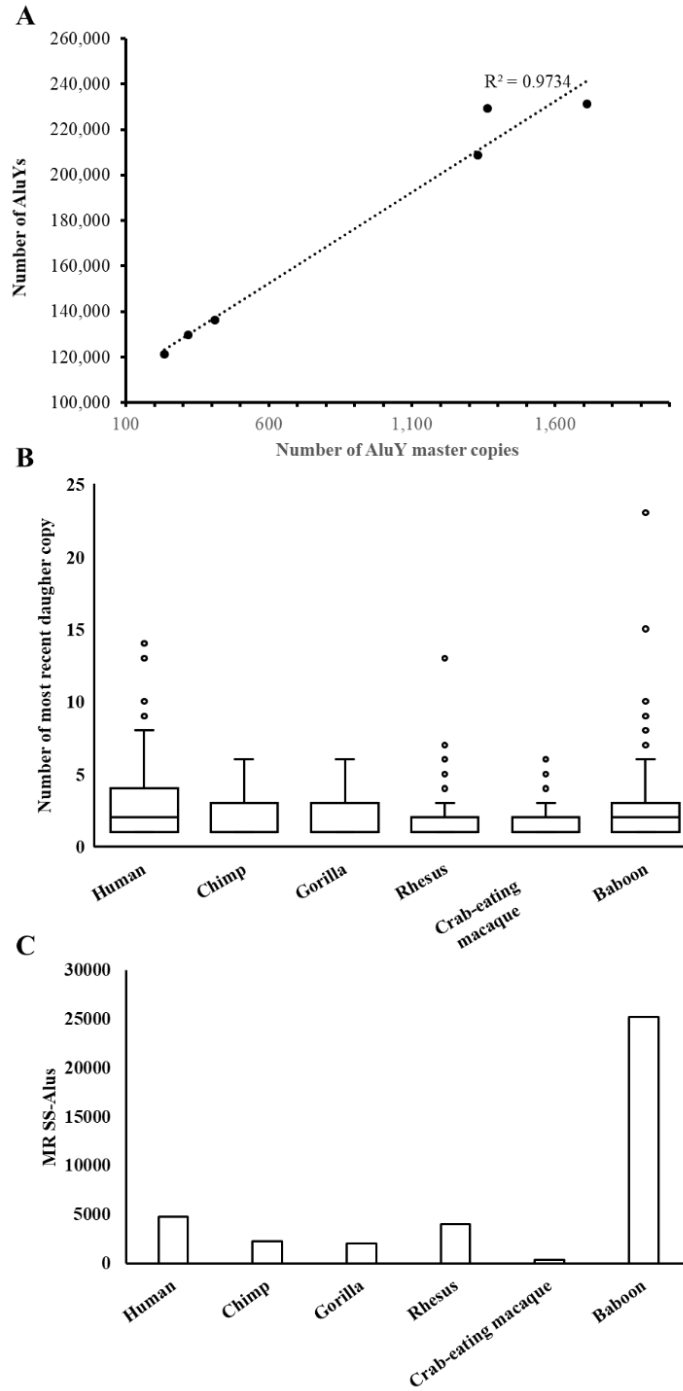 A
260,000
240,000
220,000
200,000
180,000
160,000
140,000
120,000
100,000
Number of AluYs
R² = 0.9734
100
600
1,100
1,600
Number of AluY master copies
B
25
20
15
10
5
0
Number of most recent daugher copy
Human
Chimp
Gorilla
Rhesus
Crab-eating
macaque
Baboon
C
30000
25000
20000
15000
10000
5000
0
MR SS-Alus
Human
Chimp
Gorilla
Rhesus
Crab-eating macaque
Baboon